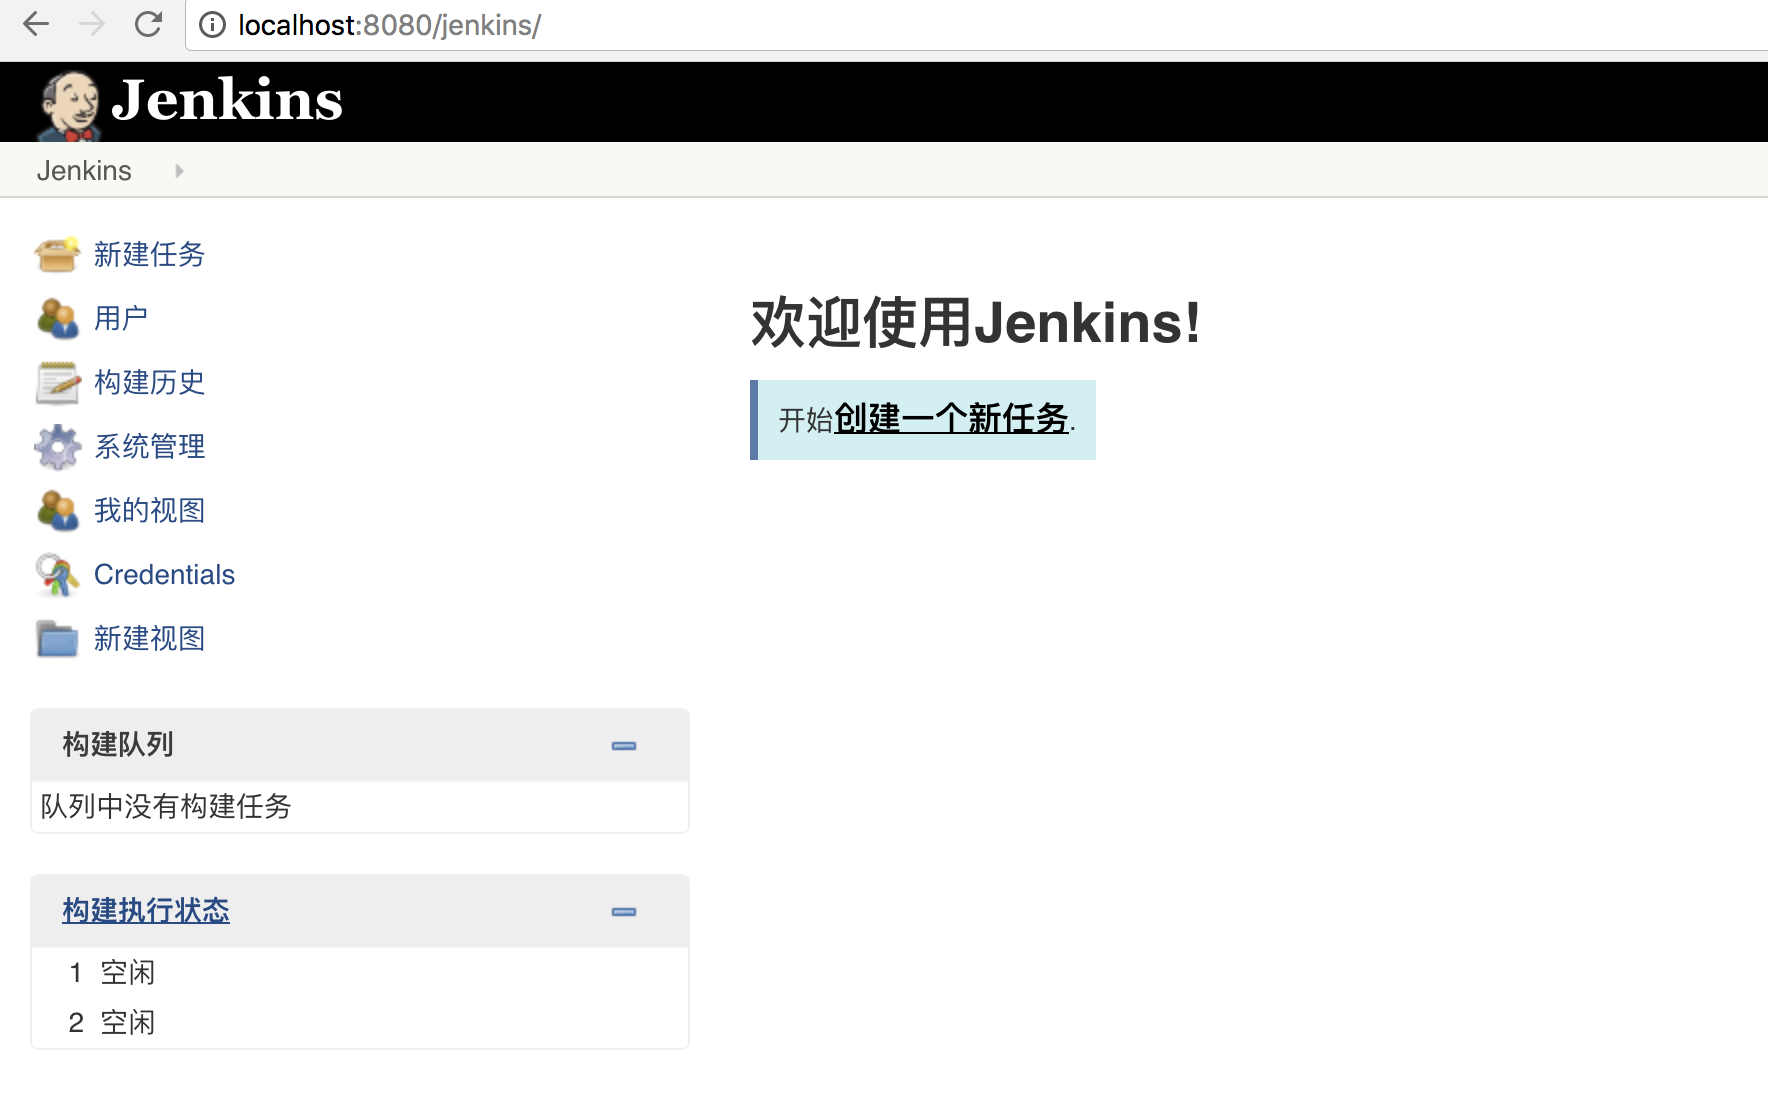 localhost:8080/jenkins/
Jenkins
Jenkins
新建任务
用户
构建历史
系统管理
我的视图
Credentials
新建视图
欢迎使用Jenkins!
开始创建一个新任务.
构建队列
队列中没有构建任务
构建执行状态
1 空闲
2 空闲